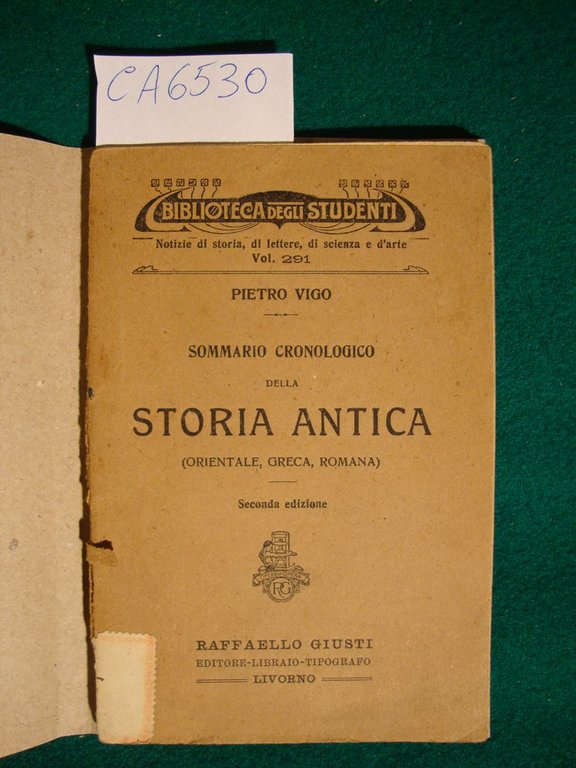 CA6530
BIBLIOTECA DEGLI STUDENTI
Notizie di storia, di lettere, di scienza e d'arte
Vol. 291
PIETRO VIGO
SOMMARIO CRONOLOGICO
DELLA
STORIA ANTICA
(ORIENTALE, GRECA, ROMANA)
Seconda edizione
RG
RAFFAELLO GIUSTI
EDITORE-LIBRAIO-TIPOGRAFO
LIVORNO